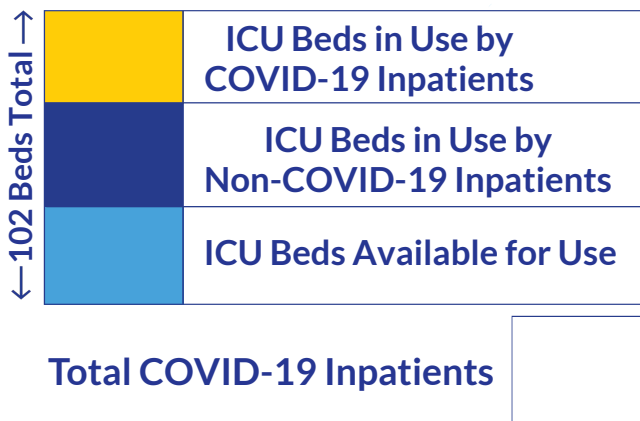 ←102 Beds Total→
ICU Beds in Use by
COVID-19 Inpatients
ICU Beds in Use by
Non-COVID-19 Inpatients
ICU Beds Available for Use
Total COVID-19 Inpatients